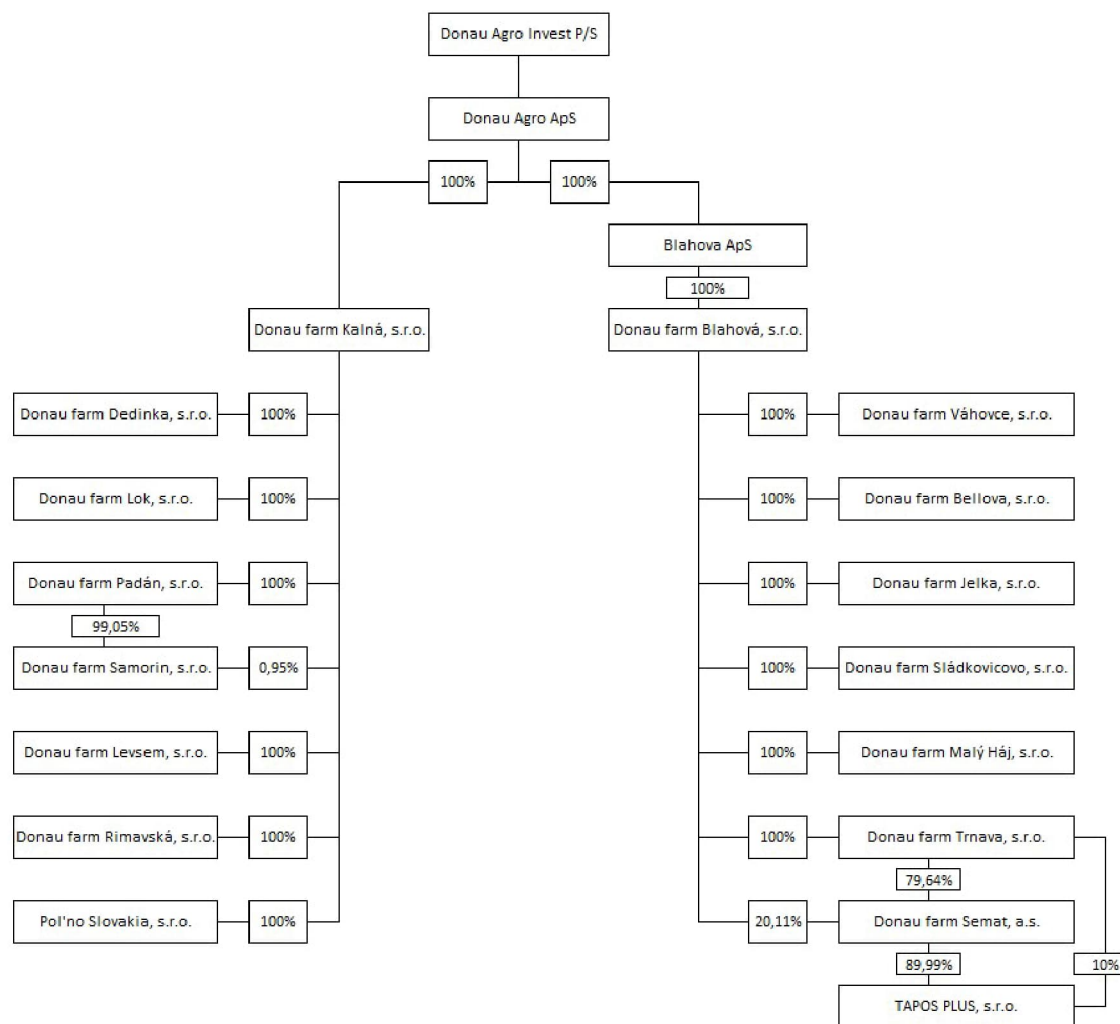 Donau Agro Invest P/S
Donau Agro ApS
100%
100%
Blahova ApS
100%
Donau farm Kalná, s.r.o.
Donau farm Blahová, s.r.o.
Donau farm Dedinka, s.r.o.
100%
100%
Donau farm Váhovce, s.r.o.
Donau farm Lok, s.r.o.
100%
100%
Donau farm Bellova, s.r.o.
Donau farm Padán, s.r.o.
100%
100%
Donau farm Jelka, s.r.o.
99,05%
Donau farm Samorin, s.r.o.
0,95%
100%
Donau farm Sládkovicovo, s.r.o.
Donau farm Levsem, s.r.o.
100%
100%
Donau farm Malý Háj, s.r.o.
Donau farm Rimavská, s.r.o.
100%
100%
Donau farm Trnava, s.r.o.
79,64%
Pol'no Slovakia, s.r.o.
100%
20,11%
Donau farm Semat, a.s.
89,99%
10%
TAPOS PLUS, s.r.o.